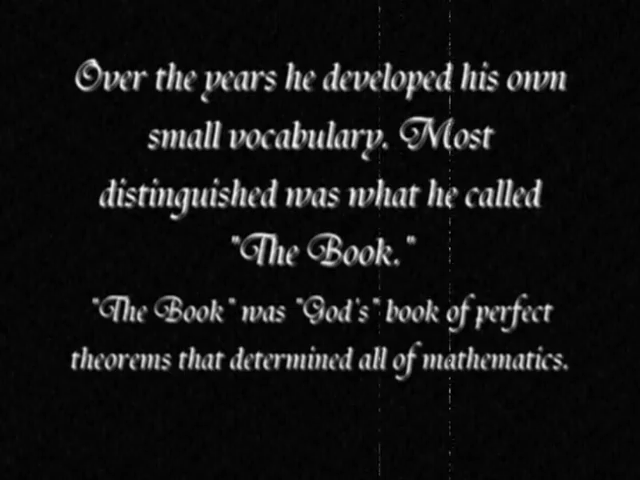 Over the years he developed his own
small vocabulary. Most
distinguished was what he called
"The Book."
"The Book" was "God's" book of perfect
theorems that determined all of mathematics.